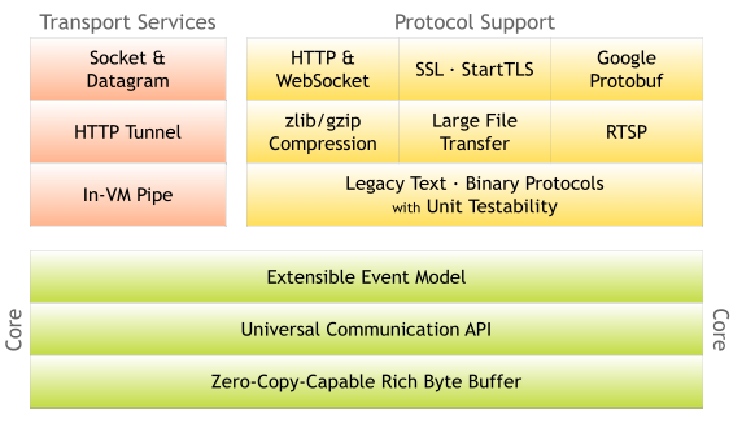 Transport Services
Socket &
Datagram
HTTP Tunnel
In-VM Pipe
Protocol Support
HTTP &
WebSocket
SSL · StartTLS
Google
Protobuf
zlib/gzip
Compression
Large File
Transfer
RTSP
Legacy Text · Binary Protocols
with Unit Testability
Core
Extensible Event Model
Universal Communication API
Zero-Copy-Capable Rich Byte Buffer
Core